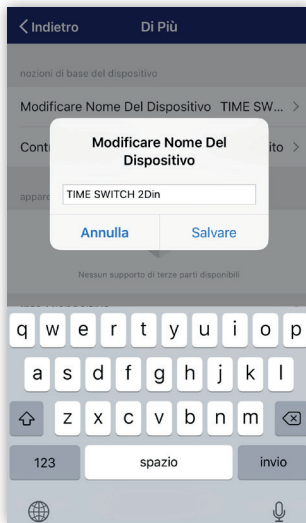 Indietro Di Più
nozioni di base del dispositivo
Modificare Nome Del Dispositivo TIME SW...
Modificare Nome Del
Dispositivo
TIME SWITCH 2Din
Annulla Salvare
Nessun supporto di terze parti disponibili
q w e r t y u i o p
a s d f g h j k l
z x c v b n m
123 spazio invio